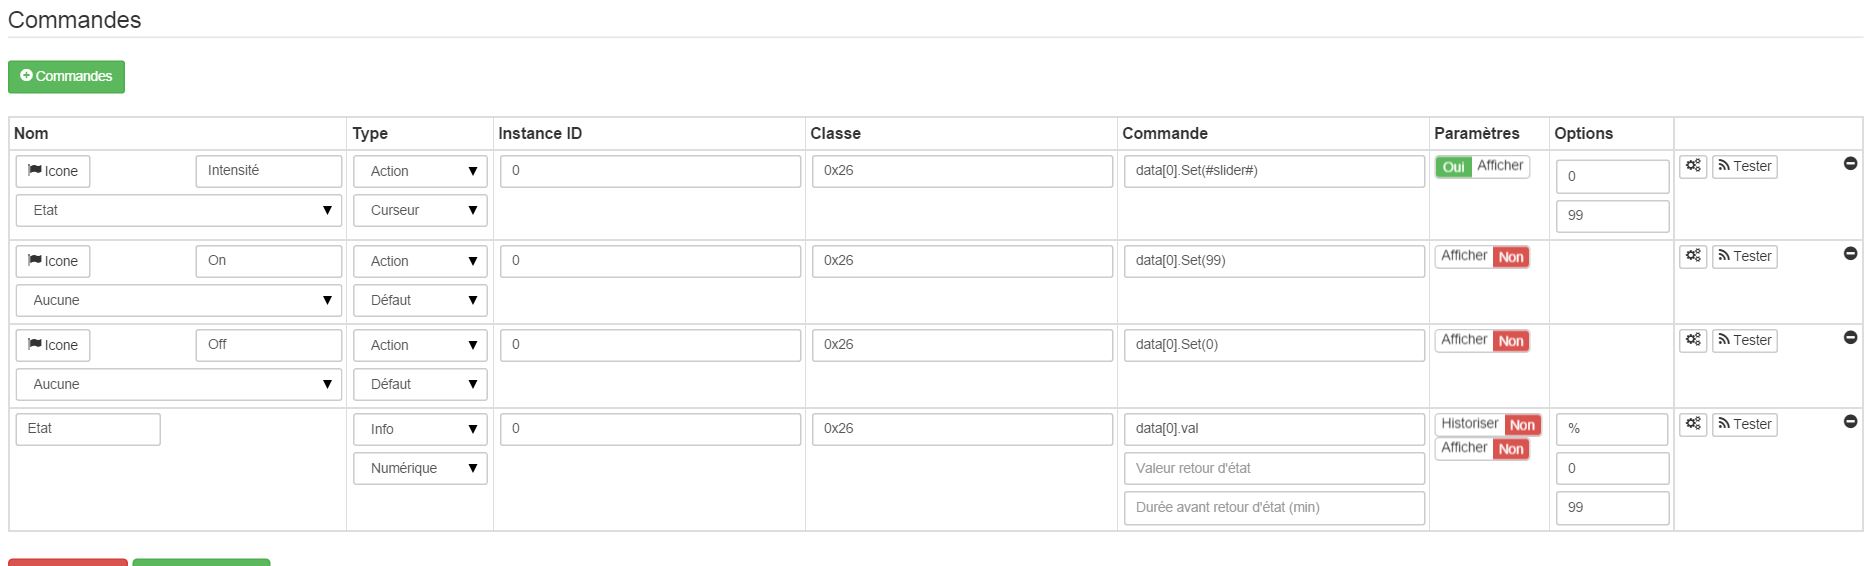 Commandes
Commandes
Nom Type Instance ID Classe Commande Paramètres Options
Icone Intensité Action 0 0x26 data[0].Set(#slider#) Oui Afficher 0 Tester
Etat Curseur 99
Icone On Action 0 0x26 data[0].Set(99) Afficher Non Tester
Aucune Défaut
Icone Off Action 0 0x26 data[0].Set(0) Afficher Non Tester
Aucune Défaut
Etat Info 0 0x26 data[0].val Historiser Non % Tester
Afficher Non
Numérique Valeur retour d'état 0
Durée avant retour d'état (min) 99